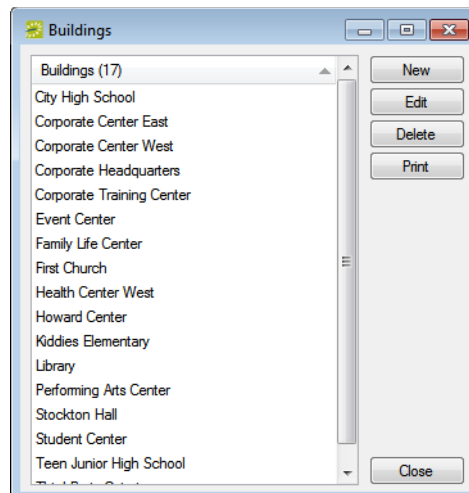 Buildings
Buildings (17)
New
City High School
Edit
Corporate Center East
Delete
Corporate Center West
Print
Corporate Headquarters
Corporate Training Center
Event Center
Family Life Center
First Church
Health Center West
Howard Center
Kiddies Elementary
Library
Performing Arts Center
Stockton Hall
Student Center
Teen Junior High School
Close